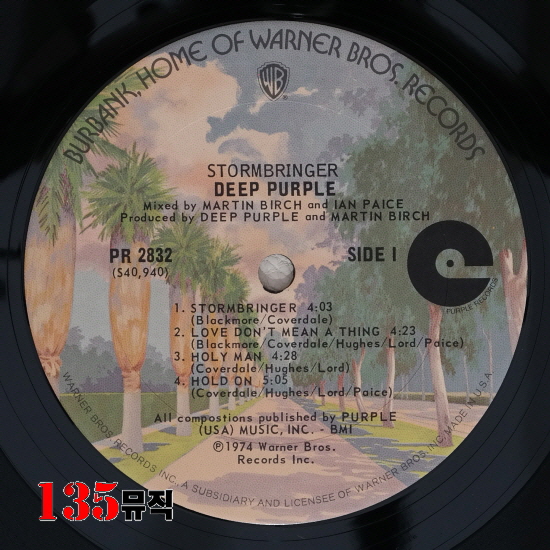 BURBANK, HOME OF WARNER BROS. RECORDS
WB
STORMBRINGER
DEEP PURPLE
Mixed by MARTIN BIRCH and IAN PAICE
Produced by DEEP PURPLE and MARTIN BIRCH
PR 2832
(S40,940)
SIDE I
PURPLE RECORDS
1. STORMBRINGER 4:03
(Blackmore/Coverdale)
2. LOVE DON'T MEAN A THING 4:23
(Blackmore/Coverdale/Hughes/Lord/Paice)
3. HOLY MAN 4:28
(Coverdale/Hughes/Lord)
4. HOLD ON 5:05
(Coverdale/Hughes/Lord/Paice)
All compostions published by PURPLE
(USA) MUSIC, INC. - BMI
Ⓟ1974 Warner Bros.
Records Inc.
WARNER BROS. RECORDS INC., A SUBSIDIARY AND LICENSEE OF WARNER BROS. INC. MADE IN U.S.A.
135뮤직